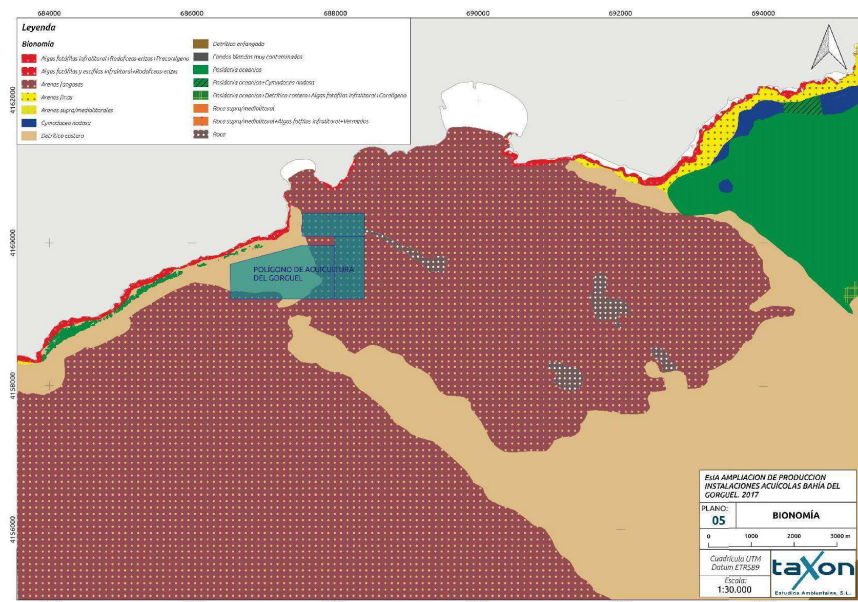 684000 686000 688000 690000 692000 694000
4162000
4160000
4158000
4156000
Leyenda
Bionomía
Algas fotófilas infralitoral+Rodofíceas-erizos+Precoralígeno
Algas fotófilas y esciafilas infralitoral+Rodofíceas-erizos
Arenas fangosas
Arenas finas
Arenas supra/mediolitorales
Cymodocea nodosa
Detrítico costero
Detrítico enfangado
Fondos blandos muy contaminados
Posidonia oceanica
Posidonia oceanica+Cymodocea nodosa
Posidonia oceanica+Detrítico costero+Algas fotófilas infralitoral+Coralígeno
Roca supra/mediolitoral
Roca supra/mediolitoral+Algas fotófilas infralitoral+Vermetidos
Roca
POLÍGONO DE ACUICULTURA
DEL GORGUEL
EsIA AMPLIACION DE PRODUCCION
INSTALACIONES ACUÍCOLAS BAHÍA DEL
GORGUEL. 2017
PLANO:
05
BIONOMÍA
0 1000 2000 3000 m
Cuadrícula UTM
Datum ETRS89
Escala:
1:30.000
taxon
Estudios Ambientales, S.L.